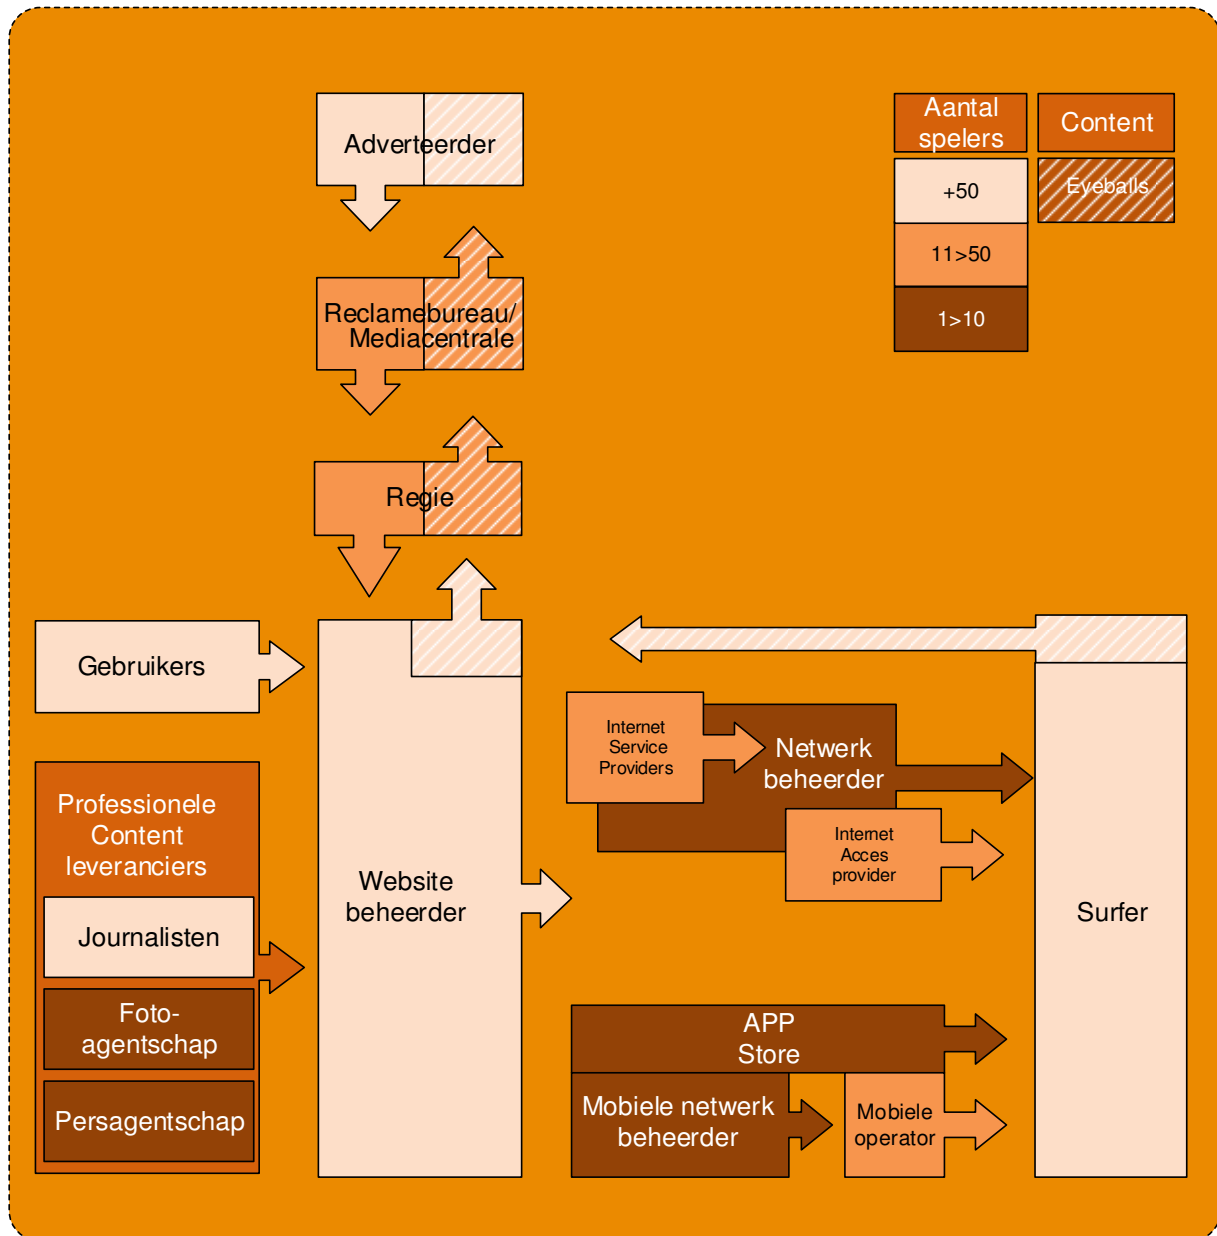 Adverteerder
Aantal
spelers
Content
+50
Eyeballs
11>50
1>10
Reclamebureau/
Mediacentrale
Regie
Gebruikers
Professionele
Content
leveranciers
Journalisten
Foto-
agentschap
Persagentschap
Website
beheerder
Internet
Service
Providers
Netwerk
beheerder
Internet
Acces
provider
Surfer
APP
Store
Mobiele netwerk
beheerder
Mobiele
operator